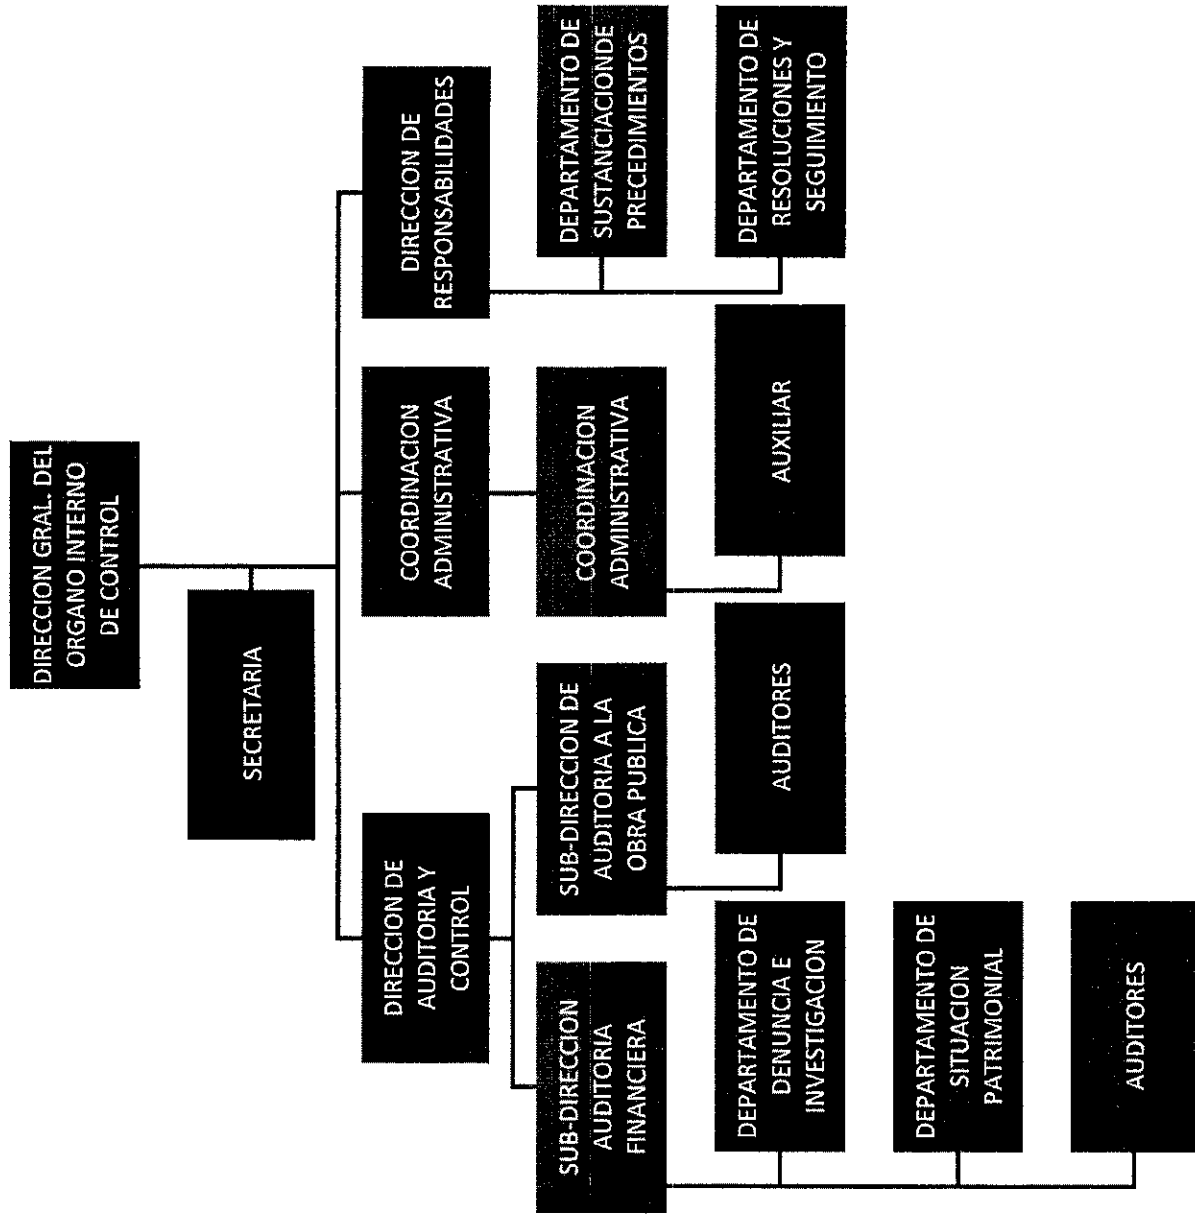 DIRECCION GRAL. DEL
ORGANO INTERNO
DE CONTROL
SECRETARIA
DIRECCION DE
AUDITORIA Y
CONTROL
COORDINACION
ADMINISTRATIVA
DIRECCION DE
RESPONSABILIDADES
SUB-DIRECCION
AUDITORIA
FINANCIERA
SUB-DIRECCION DE
AUDITORIA A LA
OBRA PUBLICA
COORDINACION
ADMINISTRATIVA
DEPARTAMENTO DE
SUSTANCIACIONDE
PRECEDIMIENTOS
DEPARTAMENTO DE
DENUNCIA E
INVESTIGACION
AUDITORES
AUXILIAR
DEPARTAMENTO DE
RESOLUCIONES Y
SEGUIMIENTO
DEPARTAMENTO DE
SITUACION
PATRIMONIAL
AUDITORES